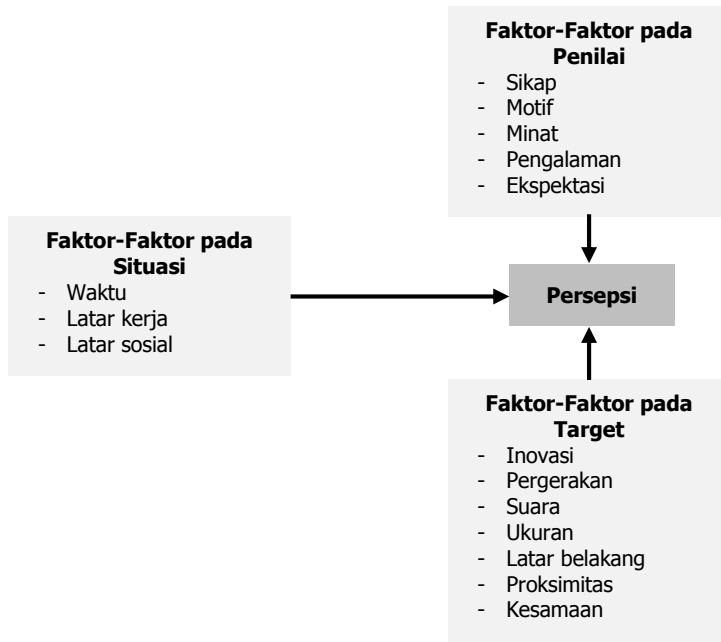 Faktor-Faktor pada
Penilai
- Sikap
- Motif
- Minat
- Pengalaman
- Ekspektasi
Faktor-Faktor pada
Situasi
- Waktu
- Latar kerja
- Latar sosial
Persepsi
Faktor-Faktor pada
Target
- Inovasi
- Pergerakan
- Suara
- Ukuran
- Latar belakang
- Proksimitas
- Kesamaan